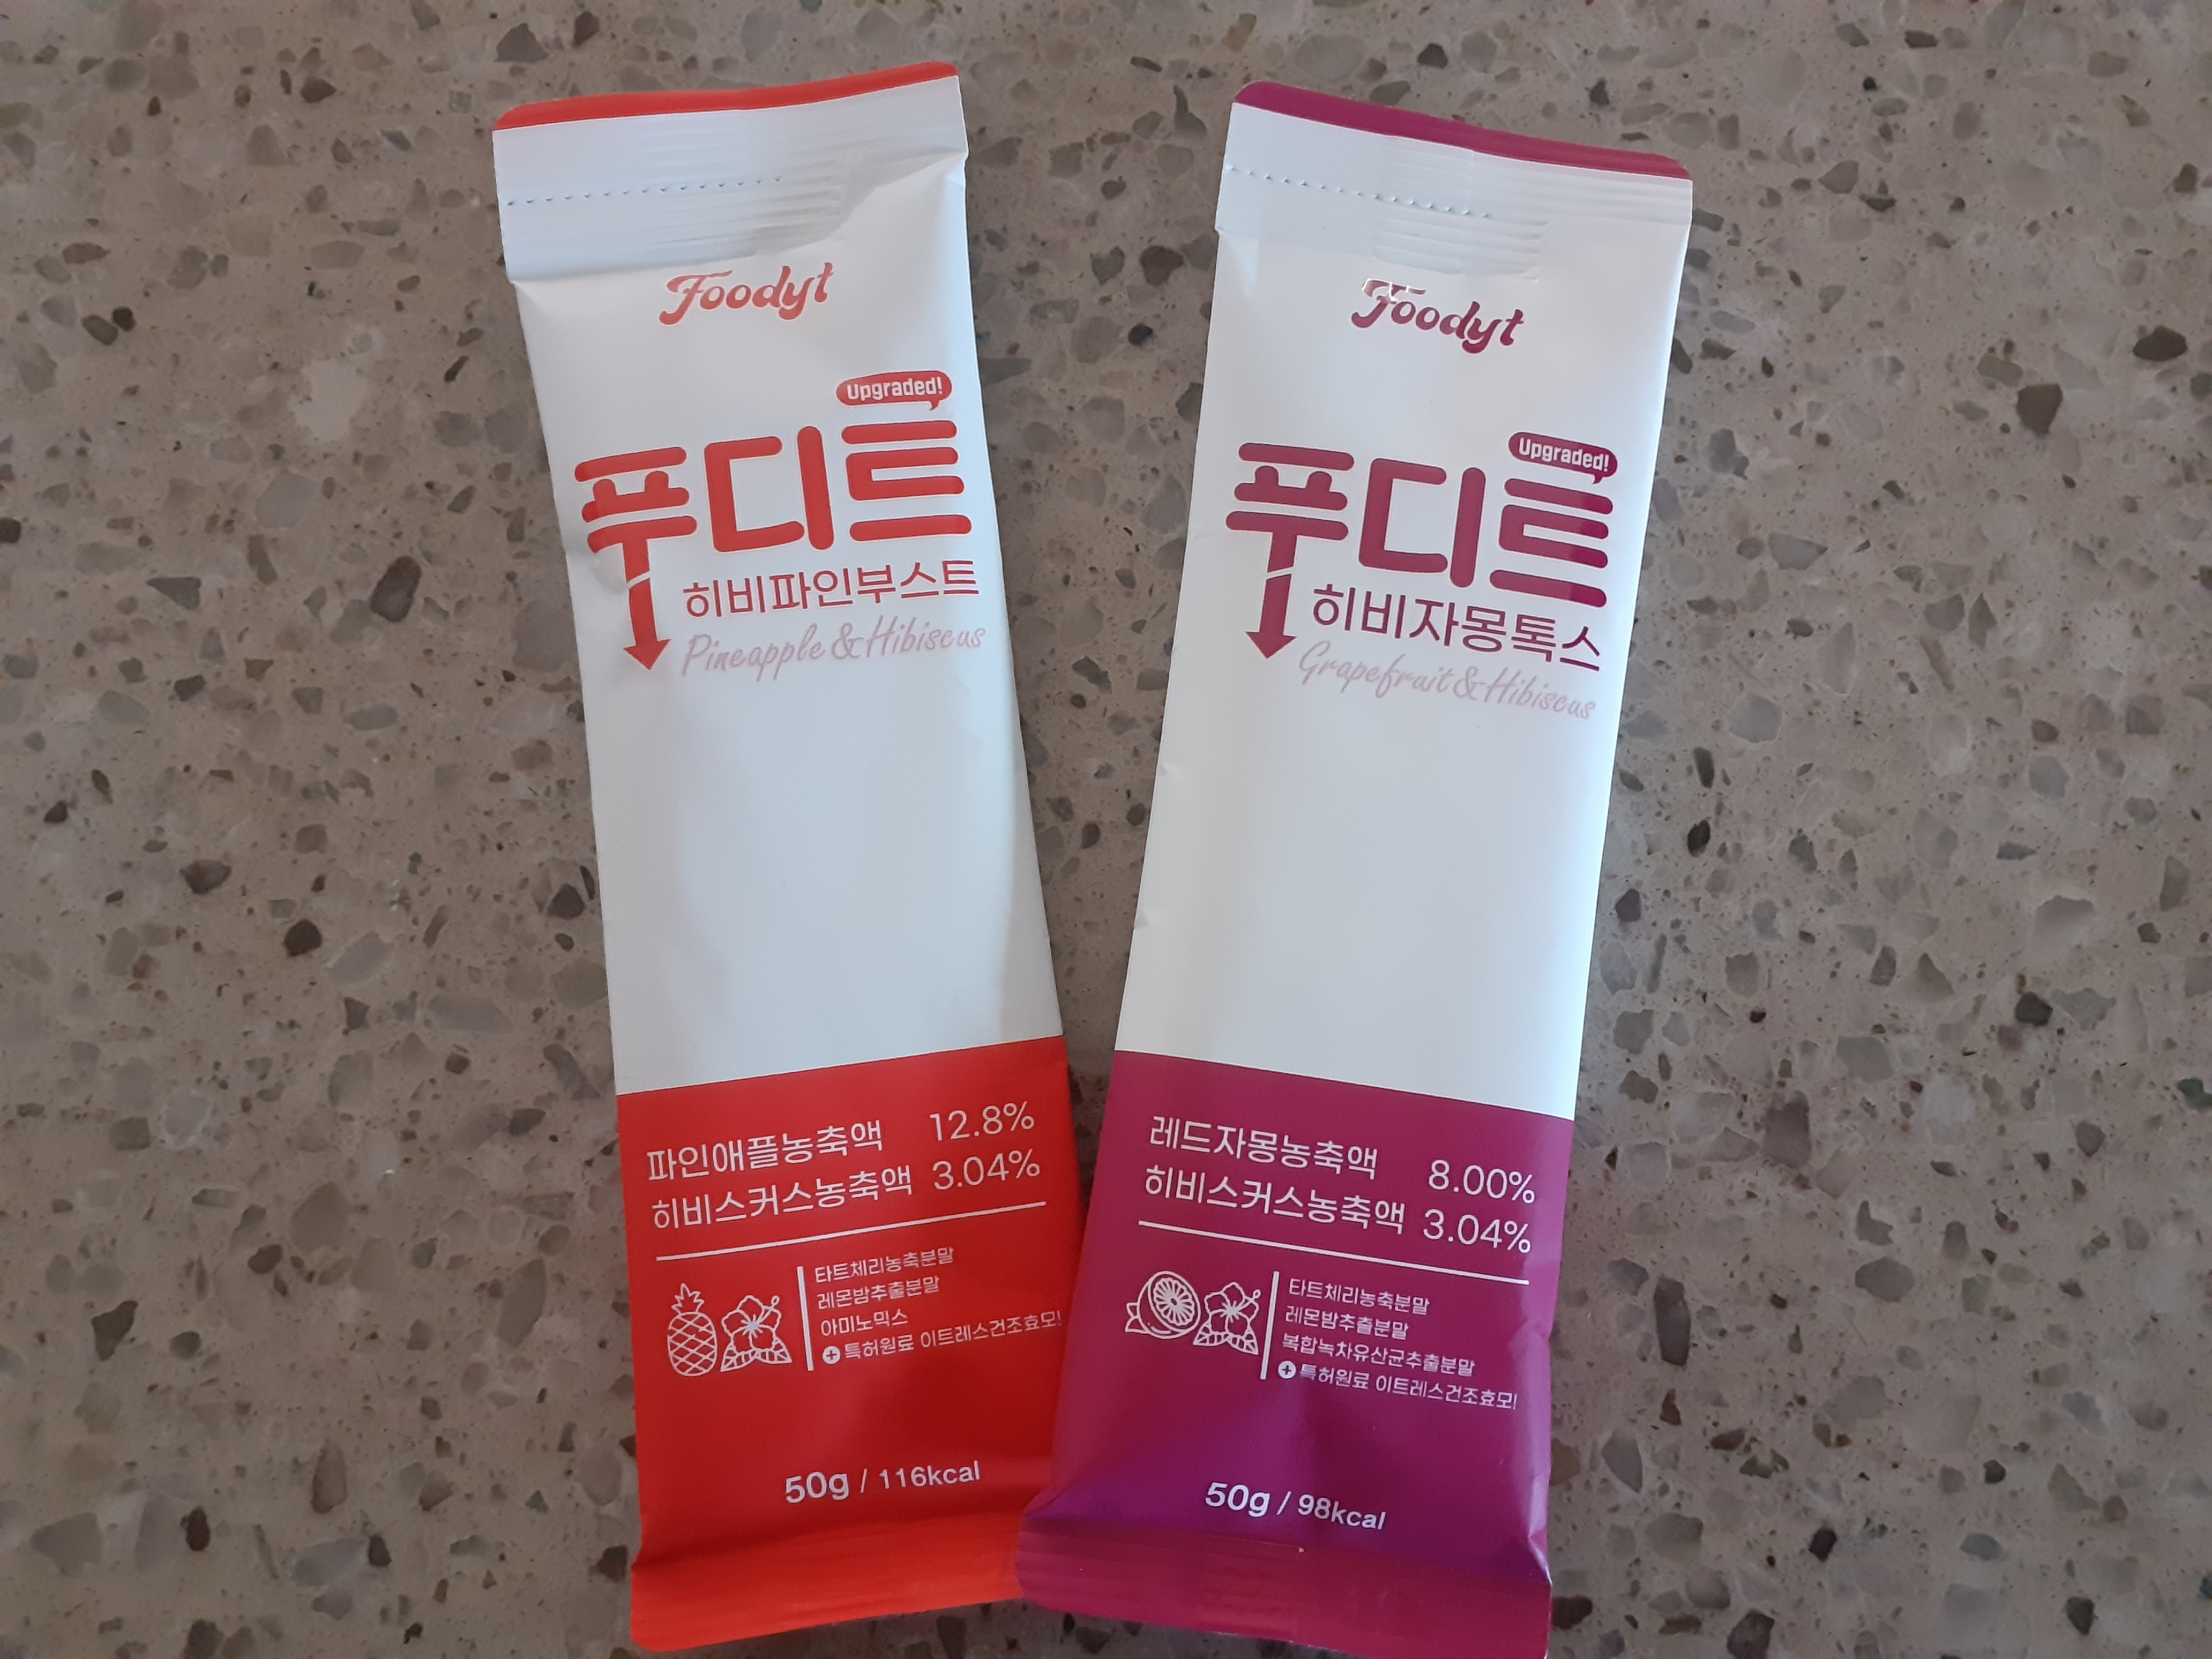 Foodyt
Upgraded!
푸디트
히비파인부스트
Pineapple & Hibiscus
파인애플농축액 12.8%
히비스커스농축액 3.04%
타트체리농축분말
레몬밤추출분말
아미노믹스
+ 특허원료 이트레스건조효모!
50g / 116kcal
Foodyt
Upgraded!
푸디트
히비자몽톡스
Grapefruit & Hibiscus
레드자몽농축액 8.00%
히비스커스농축액 3.04%
타트체리농축분말
레몬밤추출분말
복합녹차유산균추출분말
+ 특허원료 이트레스건조효모!
50g / 98kcal